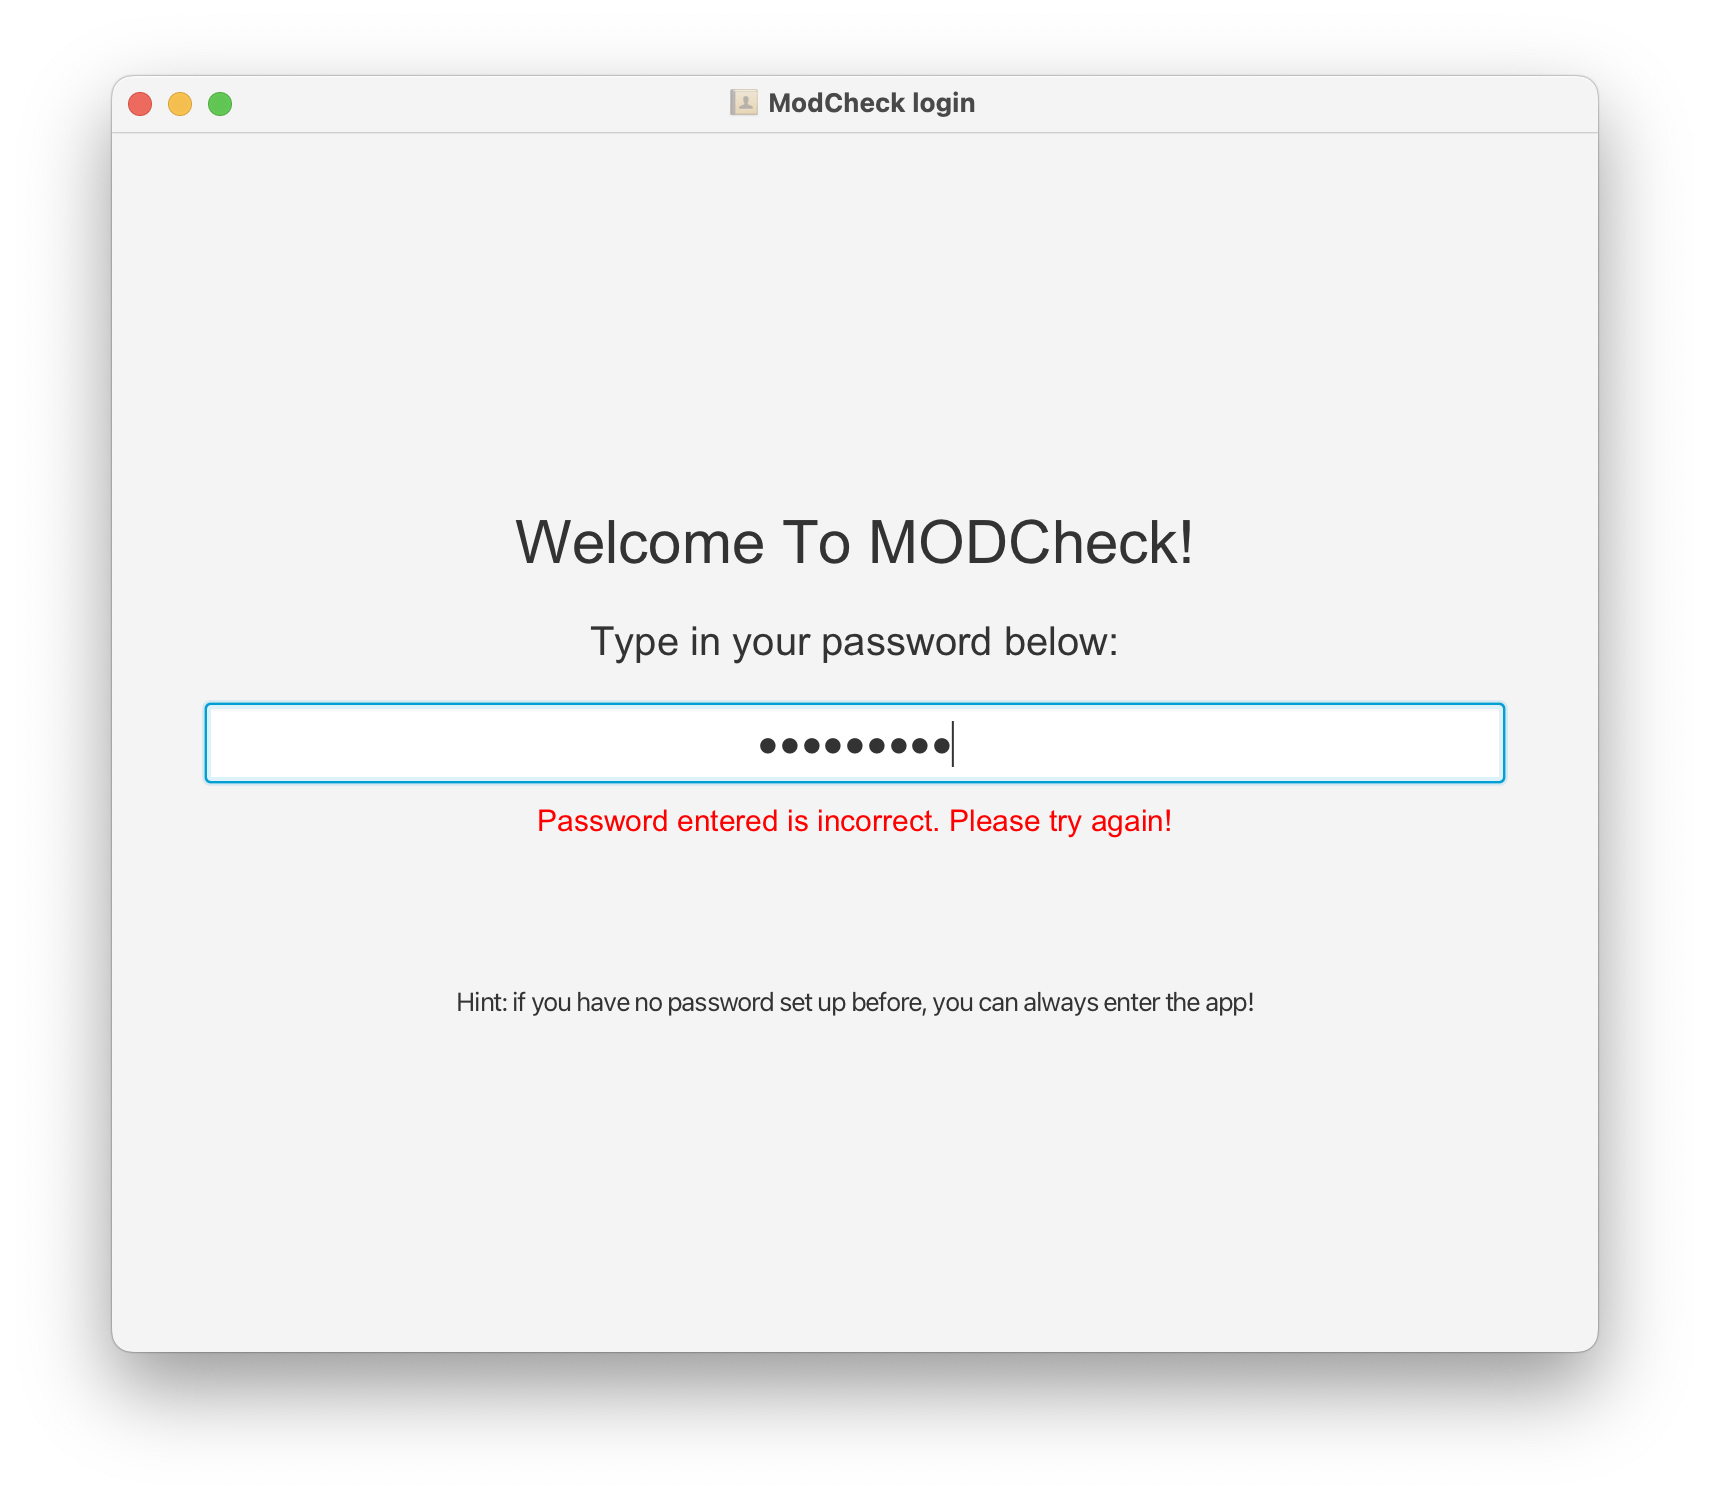 ModCheck login
Welcome To MODCheck!
Type in your password below:
●●●●●●●●●
Password entered is incorrect. Please try again!
Hint: if you have no password set up before, you can always enter the app!